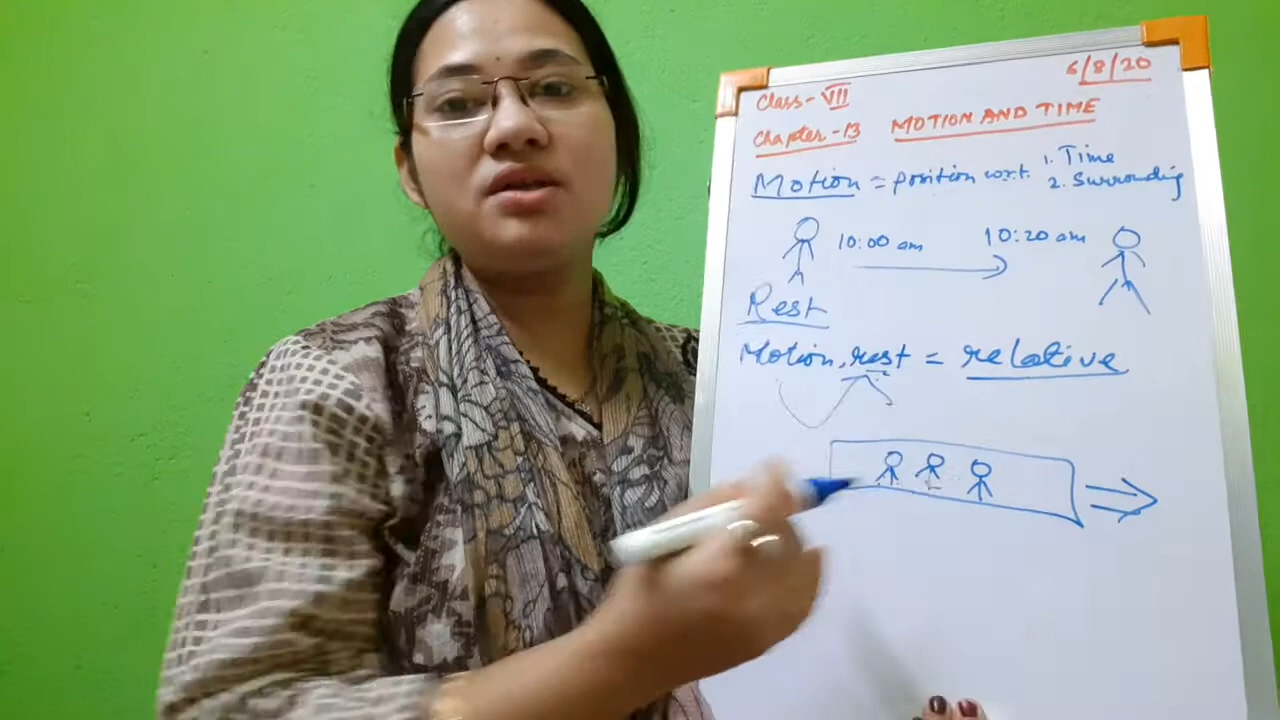 6/8/20
Class - VII
Chapter - 13 MOTION AND TIME
Motion = position w.r.t. 1. Time
2. Surrounding
10:00 am 10:20 am
Rest
Motion, rest = relative